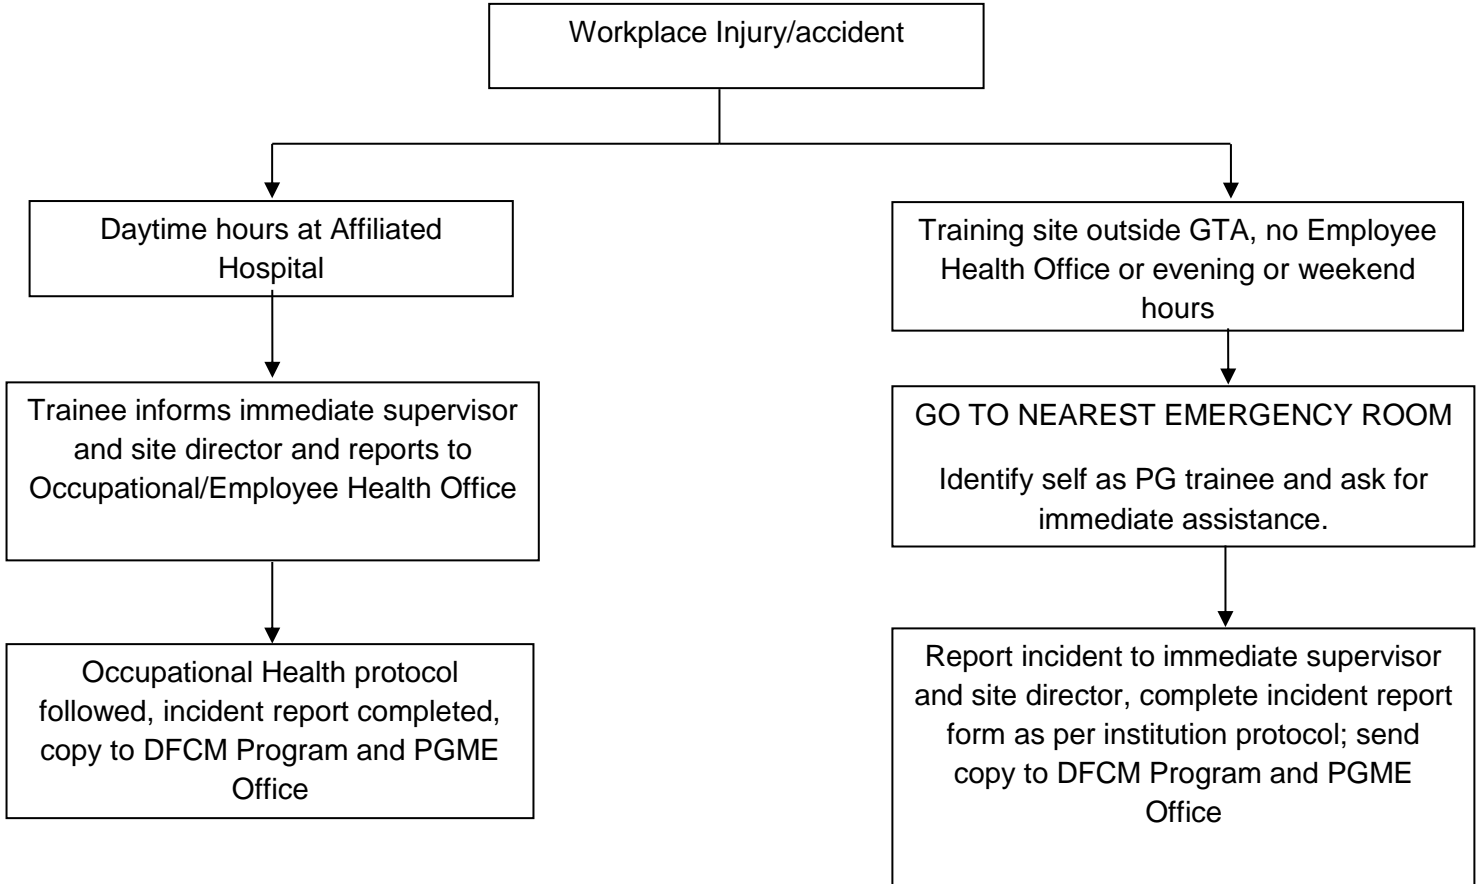 Workplace Injury/accident
Daytime hours at Affiliated
Hospital
Trainee informs immediate supervisor
and site director and reports to
Occupational/Employee Health Office
Occupational Health protocol
followed, incident report completed,
copy to DFCM Program and PGME
Office
Training site outside GTA, no Employee
Health Office or evening or weekend
hours
GO TO NEAREST EMERGENCY ROOM
Identify self as PG trainee and ask for
immediate assistance.
Report incident to immediate supervisor
and site director, complete incident report
form as per institution protocol; send
copy to DFCM Program and PGME
Office